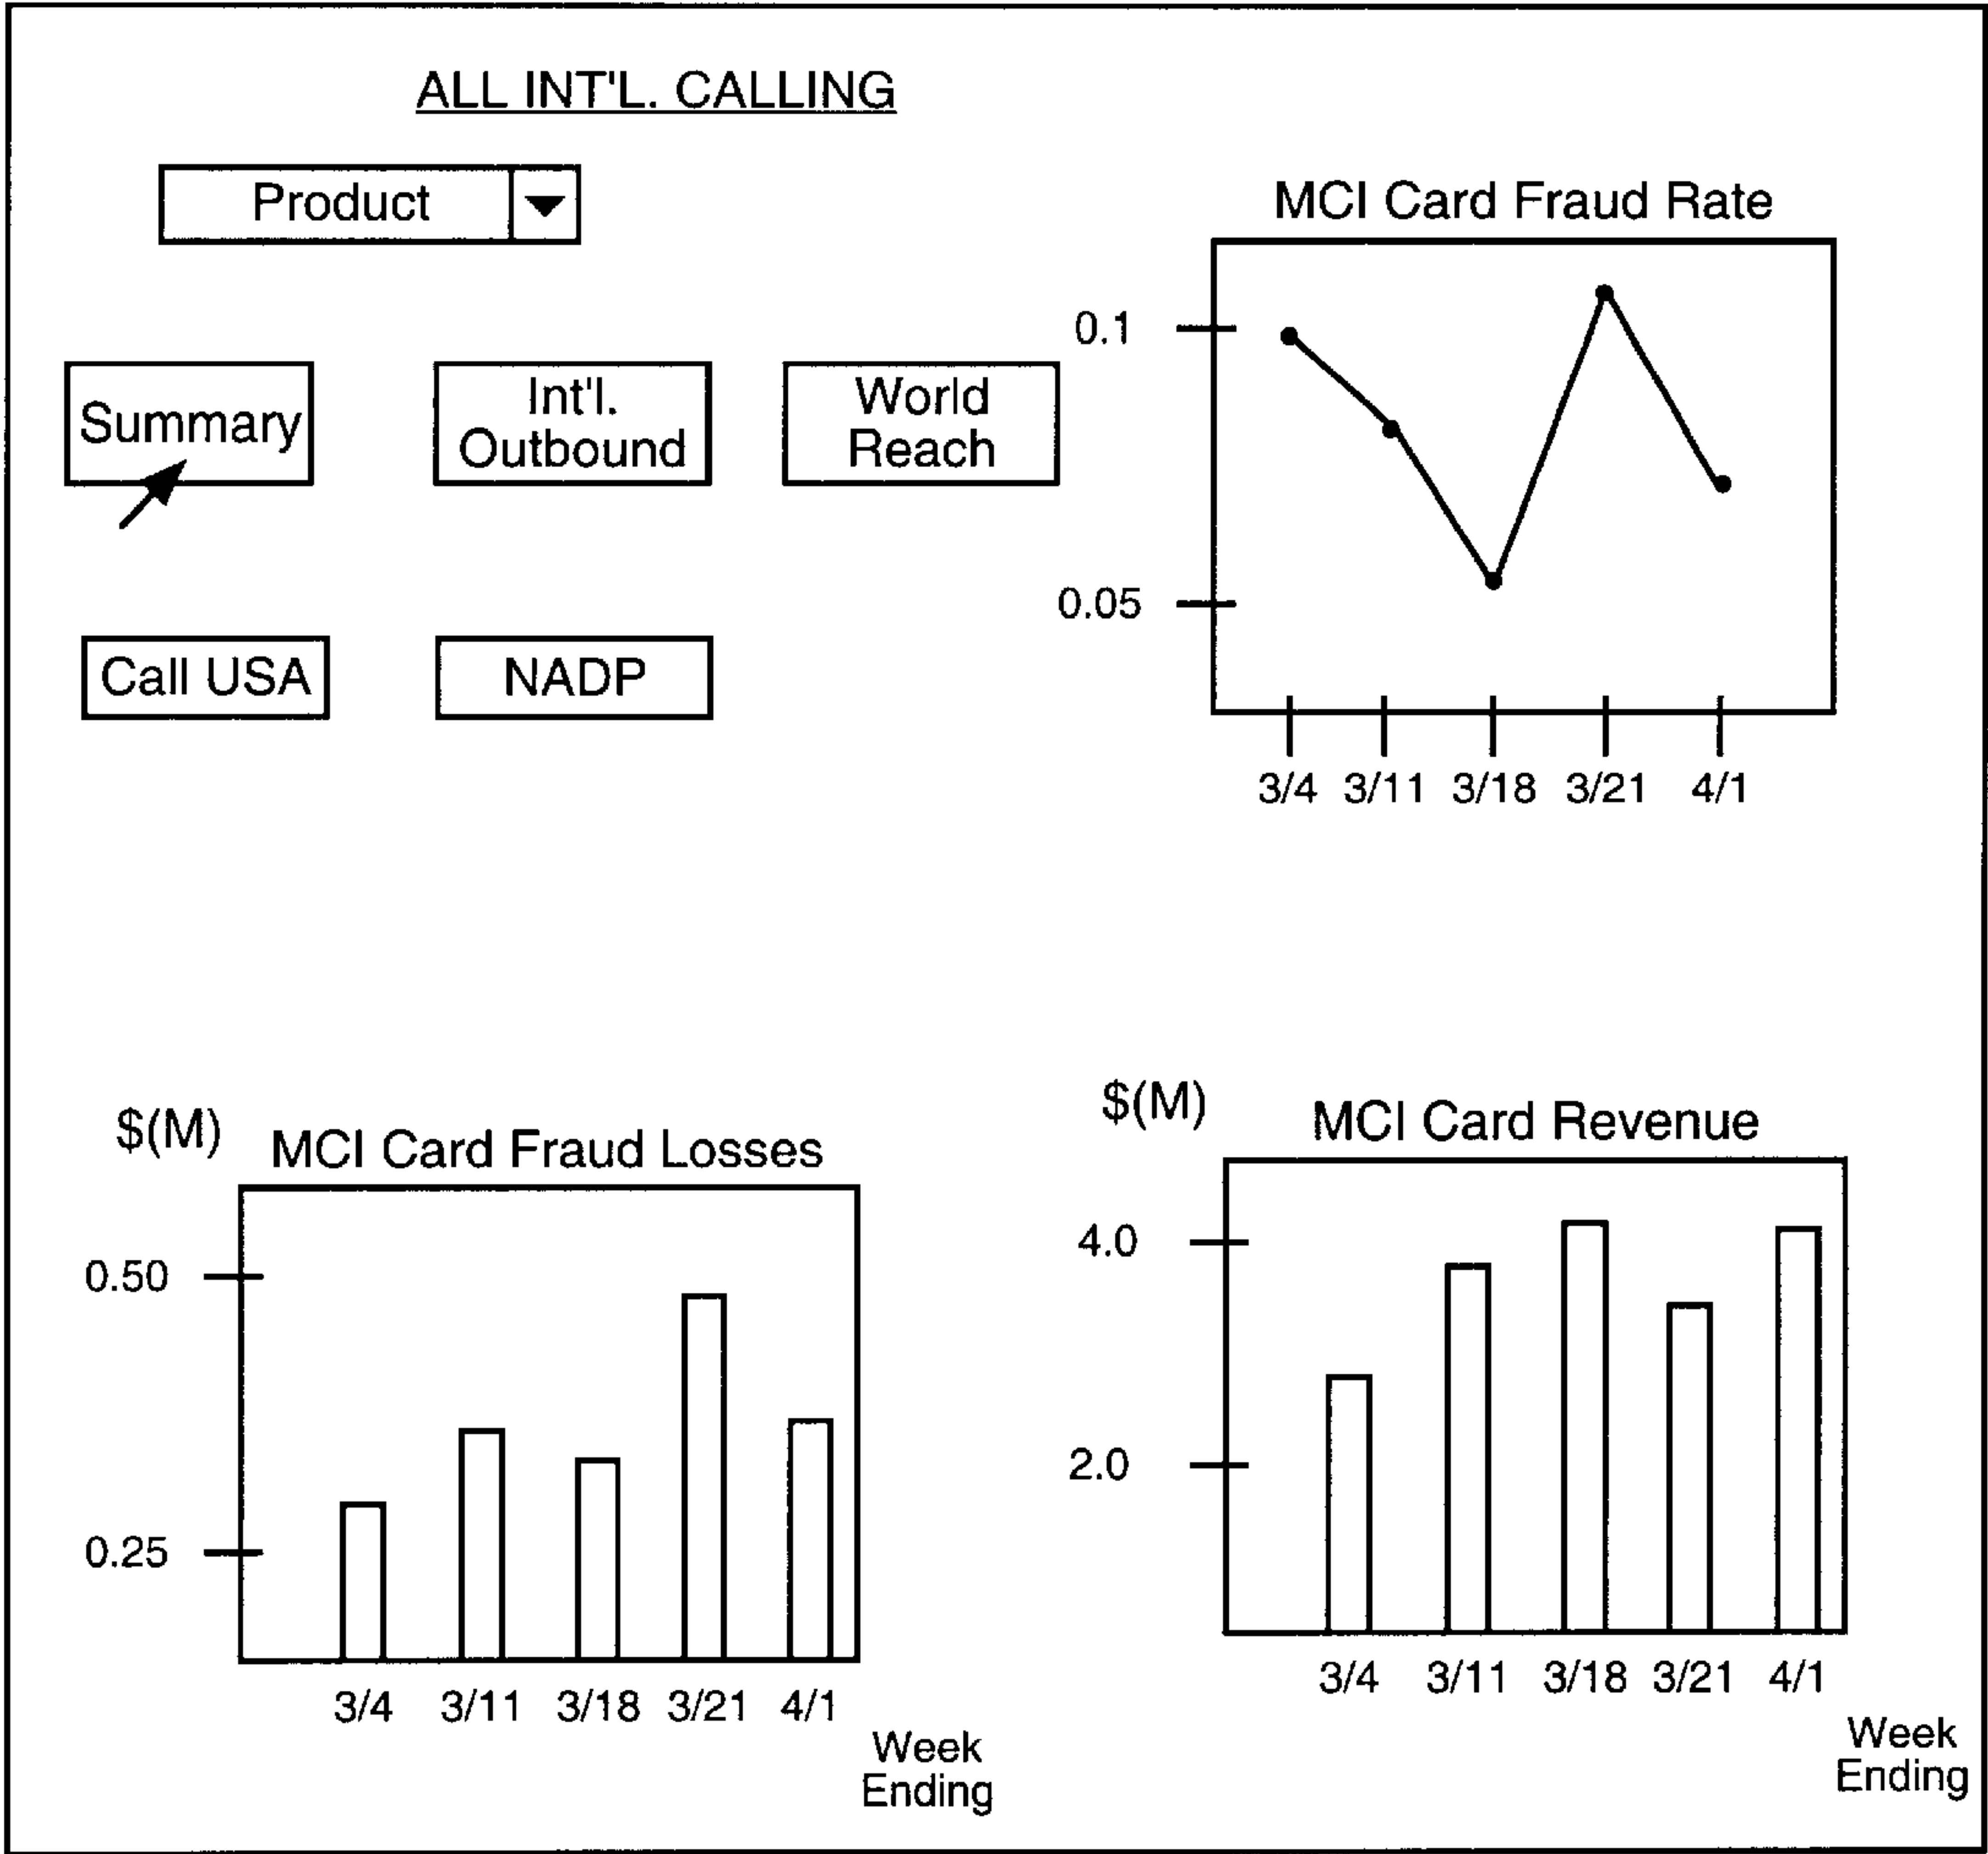 ALL INT'L. CALLING
Product
Summary
Int'l.
Outbound
World
Reach
Call USA
NADP
MCI Card Fraud Rate
0.1
0.05
3/4 3/11 3/18 3/21 4/1
$(M)
MCI Card Fraud Losses
0.50
0.25
3/4 3/11 3/18 3/21 4/1
Week
Ending
$(M)
MCI Card Revenue
4.0
2.0
3/4 3/11 3/18 3/21 4/1
Week
Ending